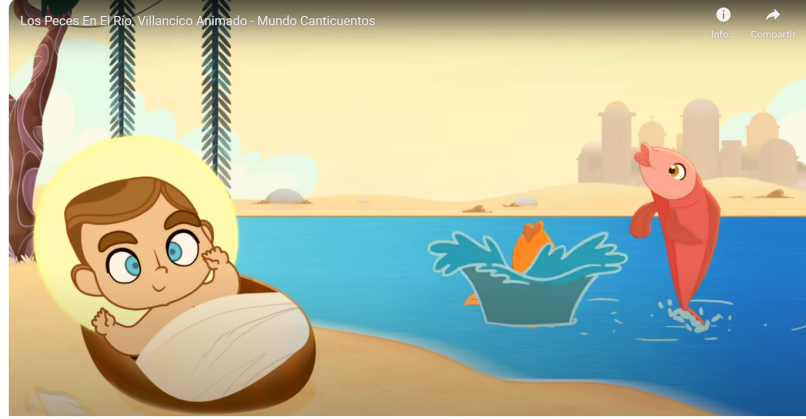 Los Peces En El Río, Villancico Animado - Mundo Canticuentos
Info.
Compartir